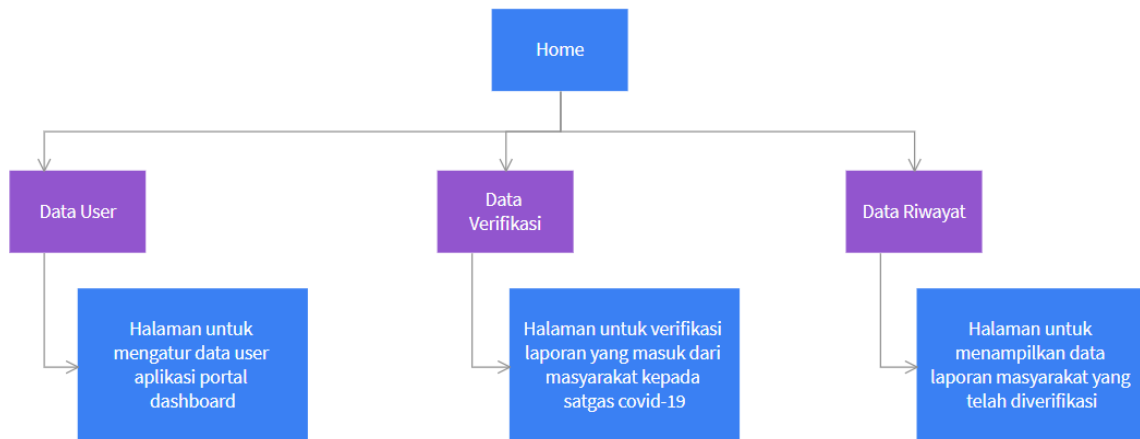 Home
Data User
Data
Verifikasi
Data Riwayat
Halaman untuk
mengatur data user
aplikasi portal
dashboard
Halaman untuk verifikasi
laporan yang masuk dari
masyarakat kepada
satgas covid-19
Halaman untuk
menampilkan data
laporan masyarakat yang
telah diverifikasi